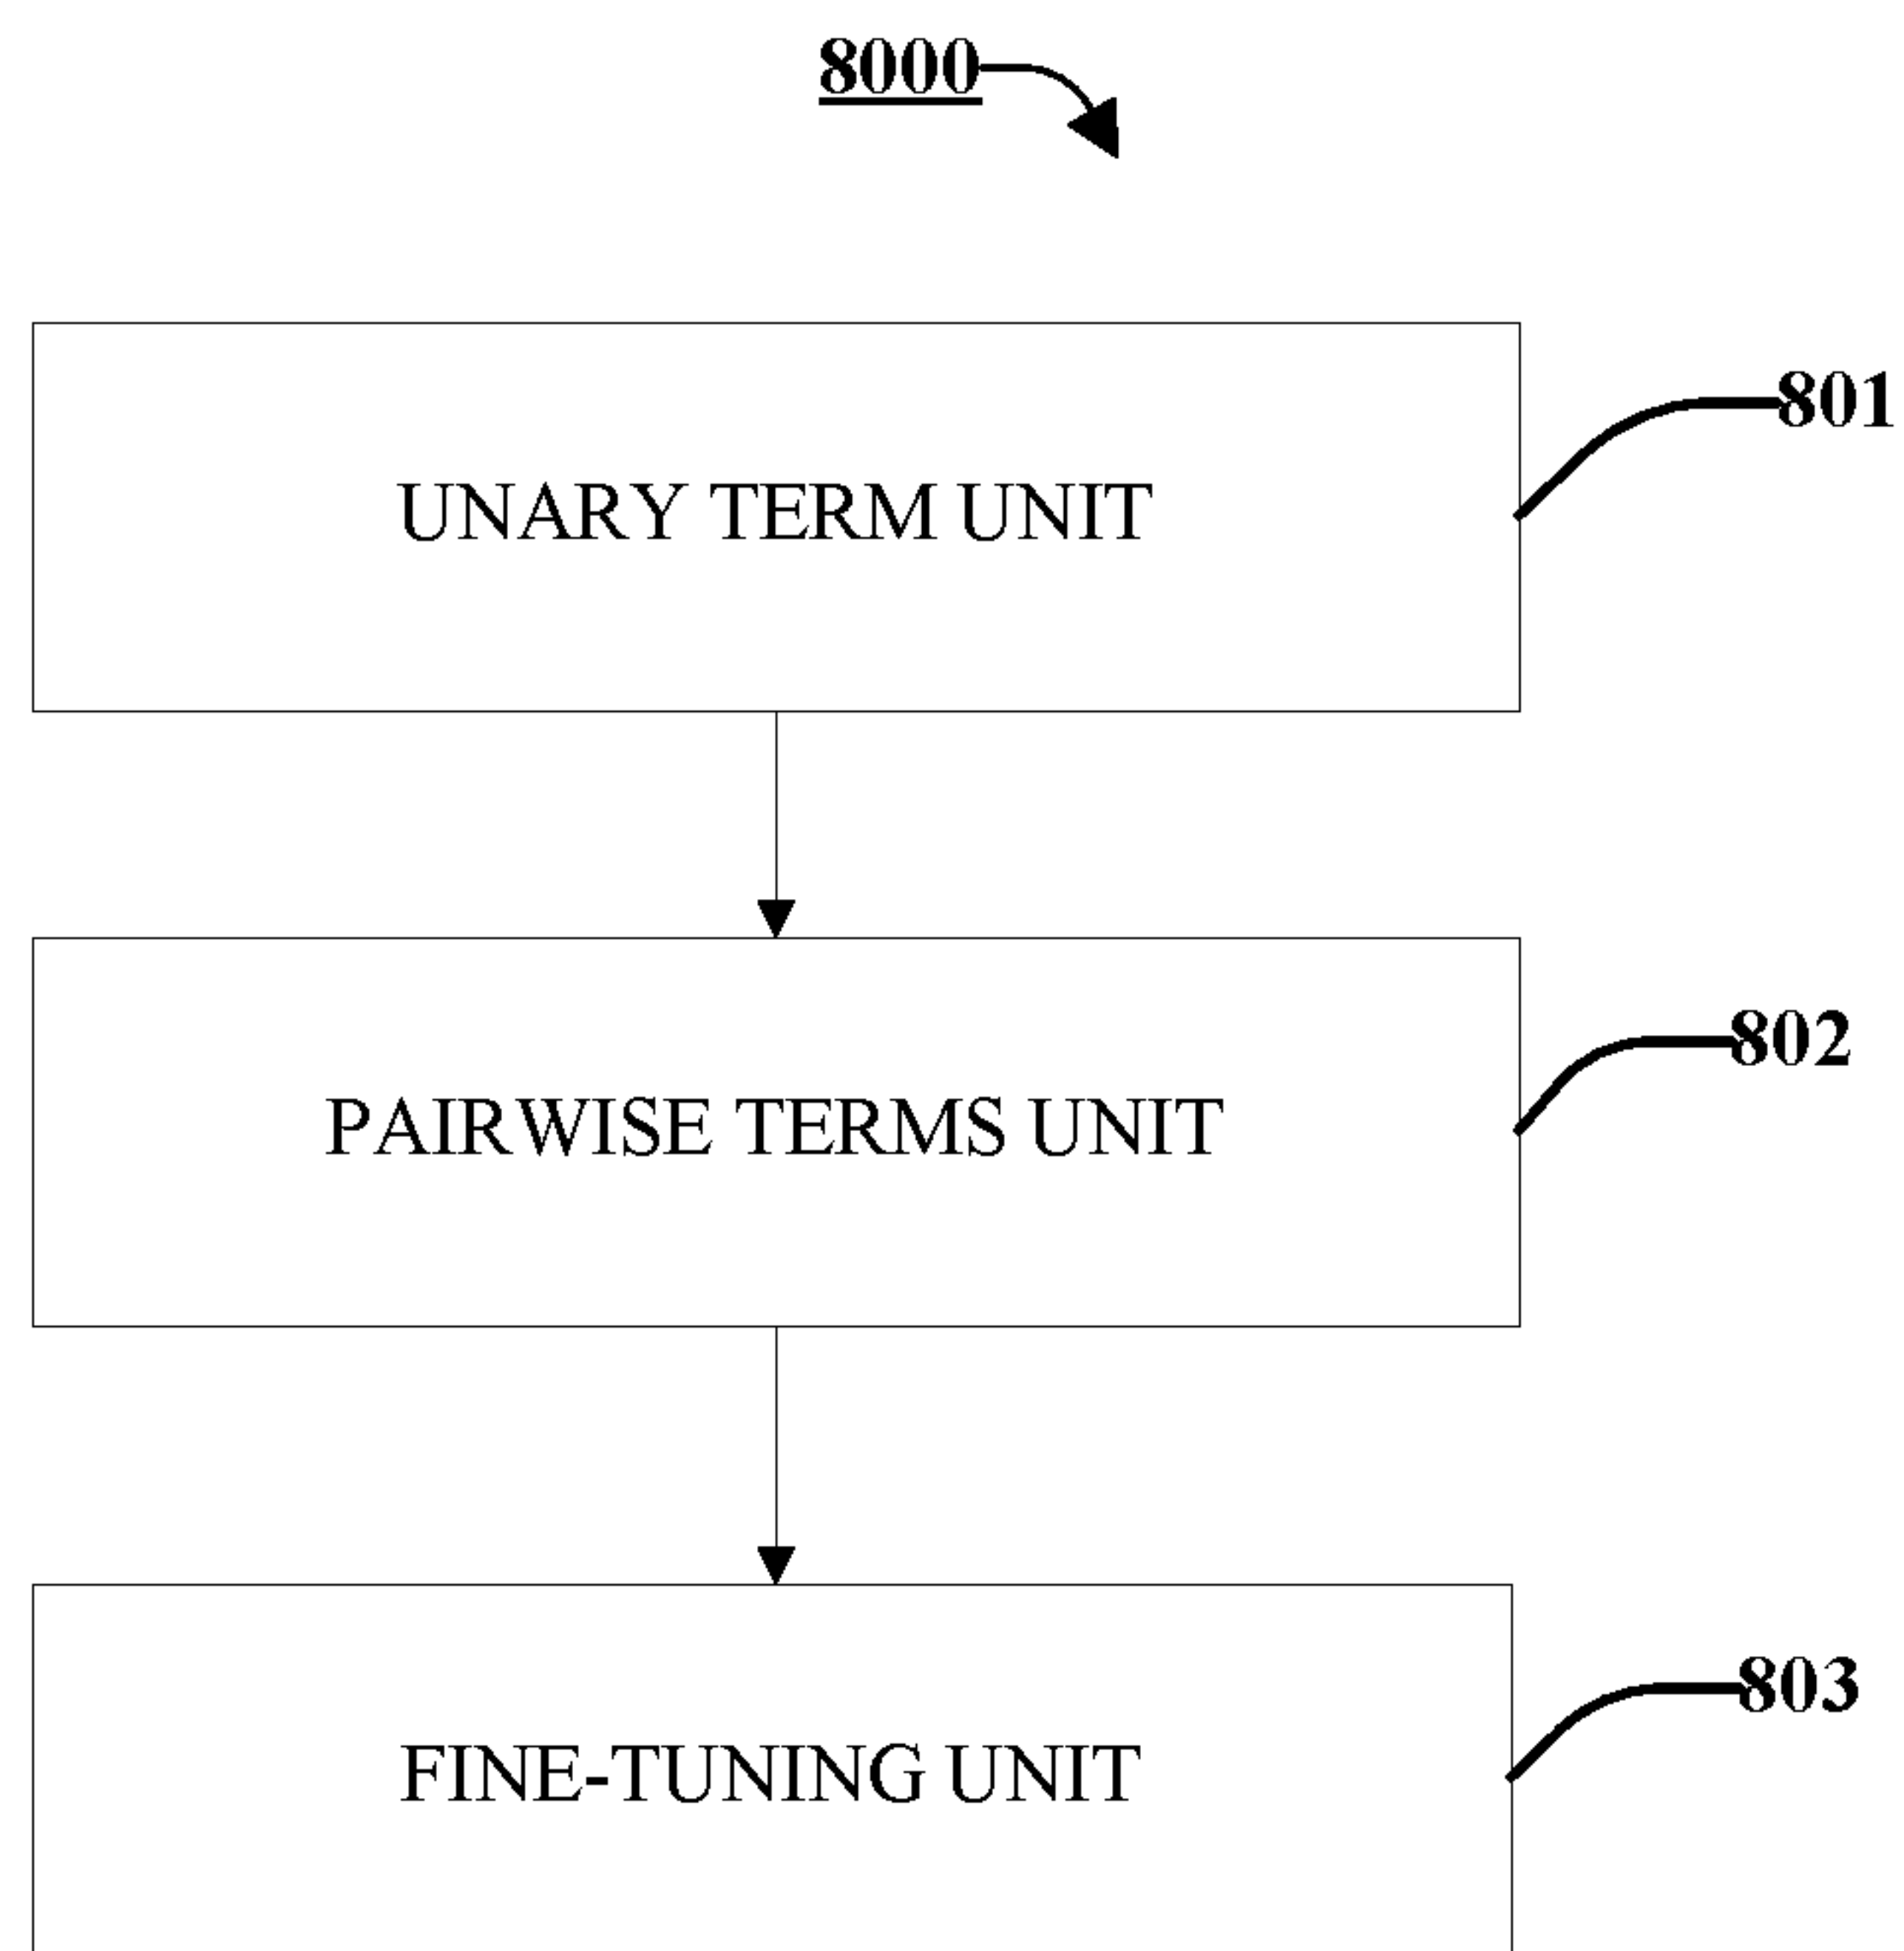 8000
801
UNARY TERM UNIT
802
PAIRWISE TERMS UNIT
803
FINE-TUNING UNIT